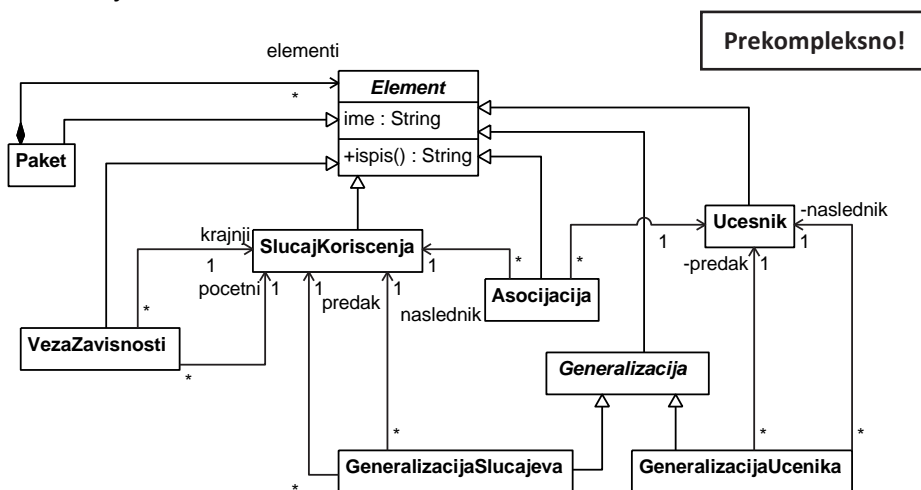 Prekompleksno!
elementi
*
Element
ime : String
+ispis() : String
Paket
Ucesnik
-naslednik
1
1
-predak
1
krajnji
1
SlucajKoriscenja
1
*
*
*
Asocijacija
pocetni
1
1
predak
1
naslednik
VezaZavisnosti
*
Generalizacija
*
*
*
GeneralizacijaSlucajeva
GeneralizacijaUcenika
*